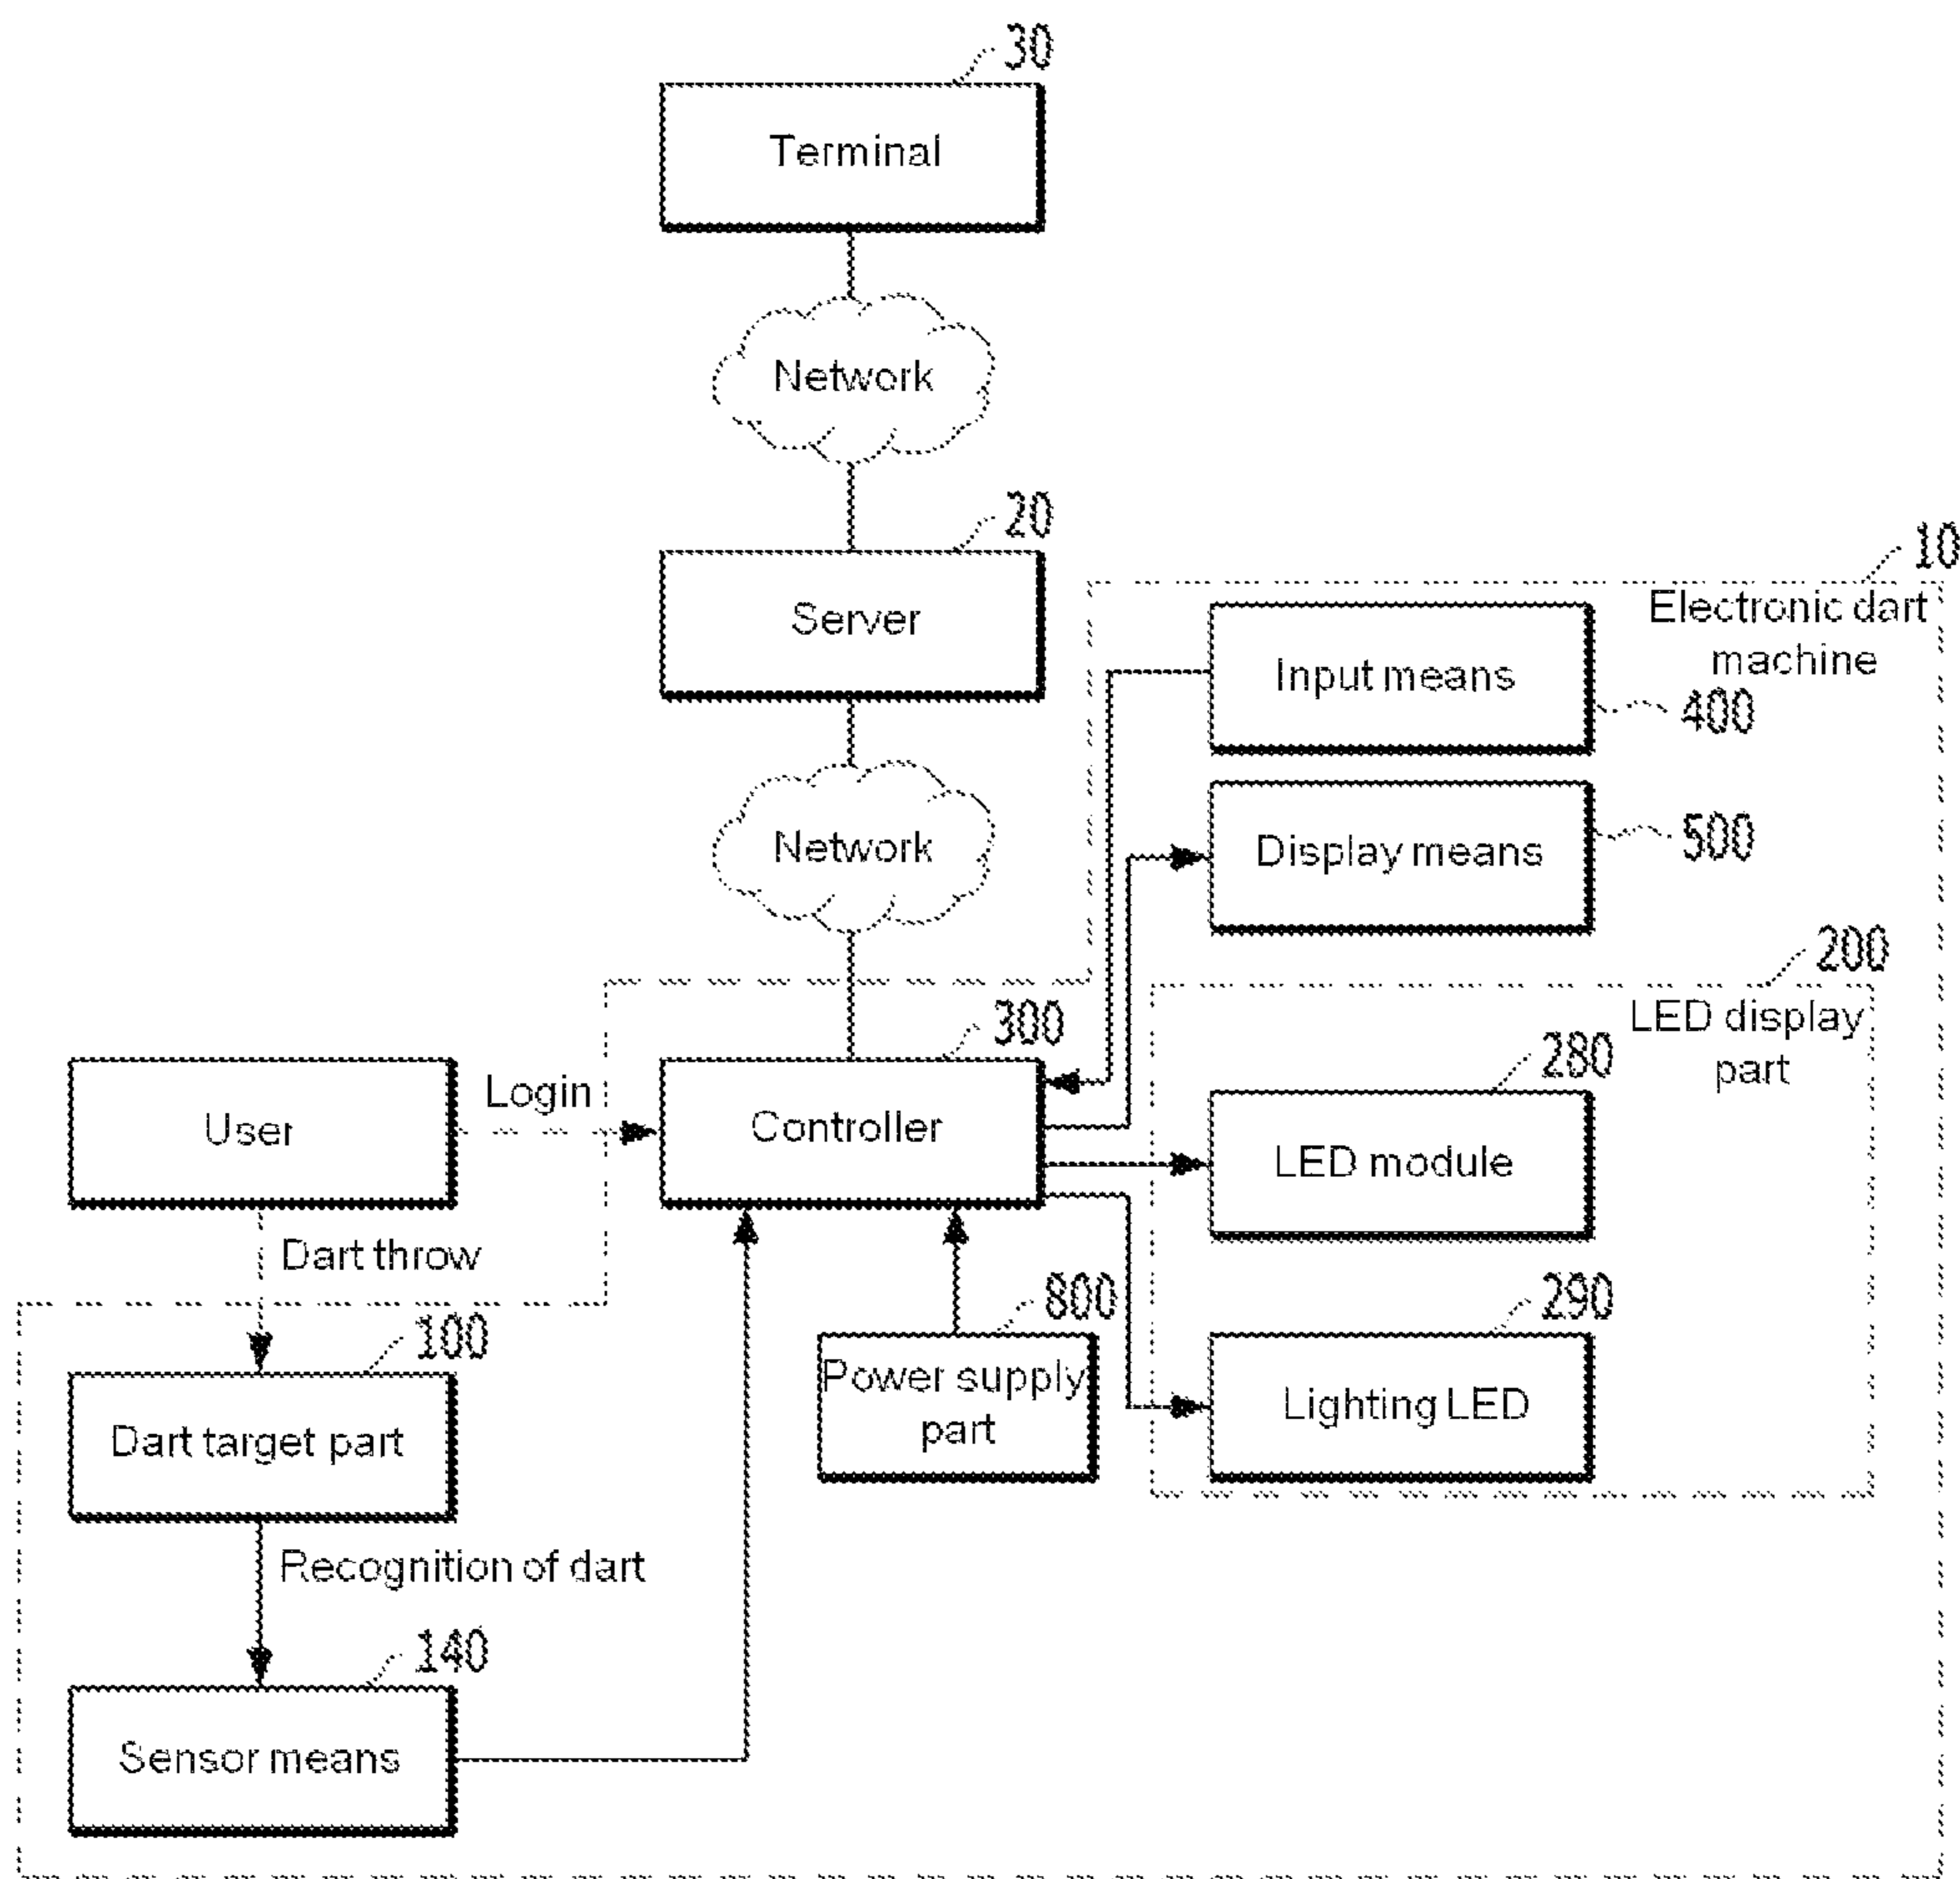 30
Terminal
Network
20
Server
10
Electronic dart
machine
Input means
400
Network
Display means
500
200
LED display
part
300
280
User
Login
Controller
LED module
Dart throw
800
290
100
Power supply
part
Lighting LED
Dart target part
Recognition of dart
140
Sensor means